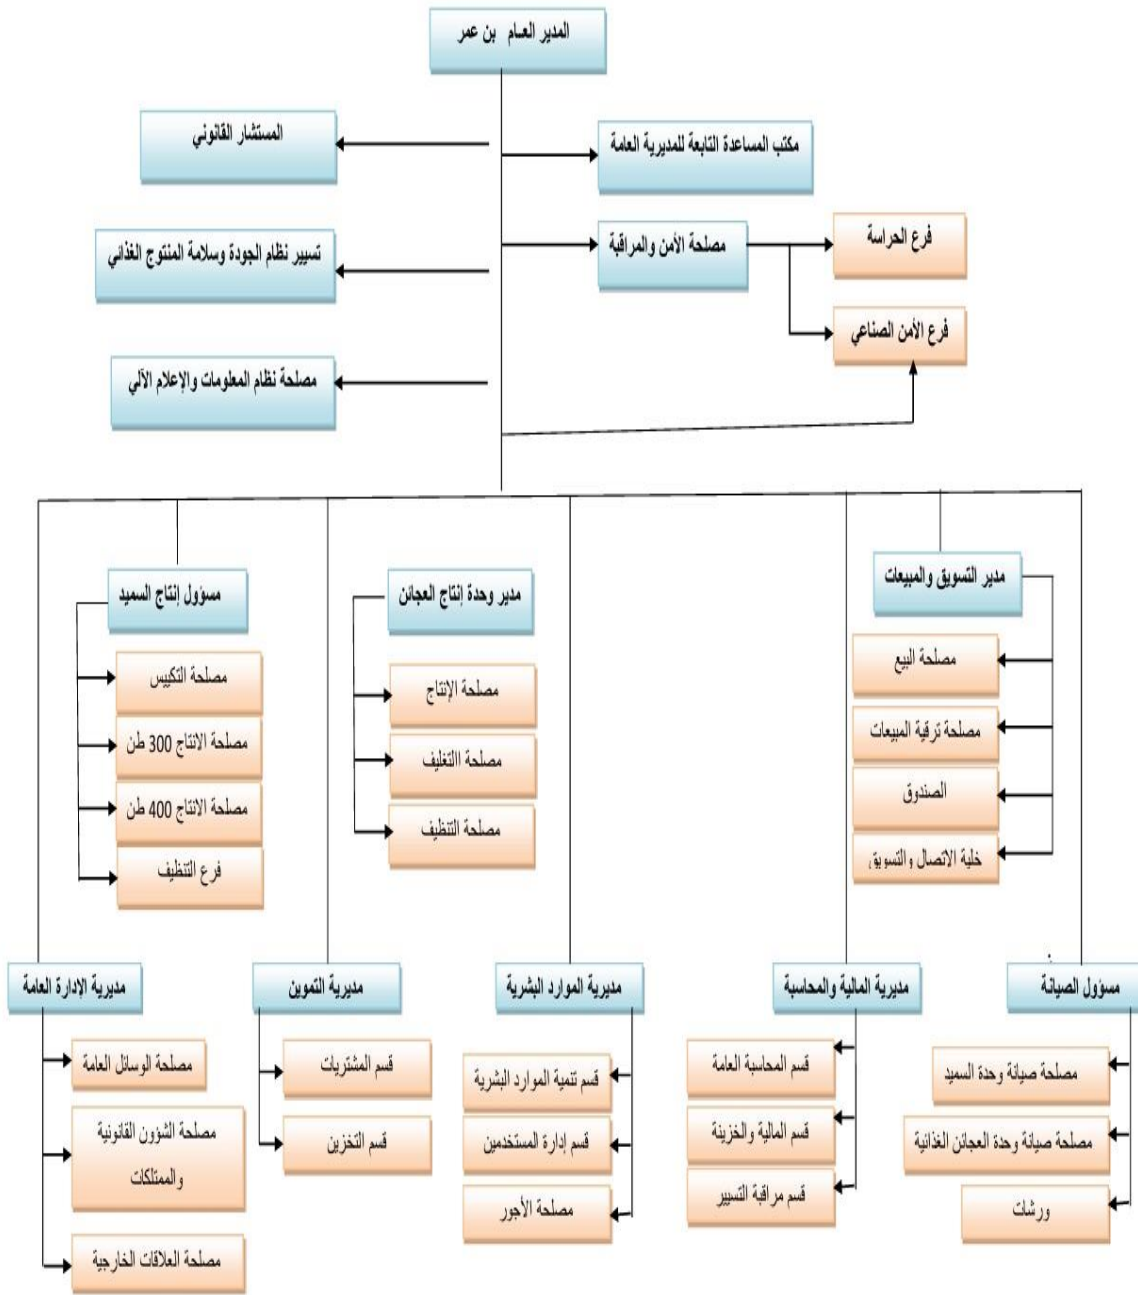 المدير العام بن عمر
المستشار القانوني
مكتب المساعدة التابعة للمديرية العامة
تسيير نظام الجودة وسلامة المنتوج الغذائي
مصلحة الأمن والمراقبة
فرع الحراسة
فرع الأمن الصناعي
مصلحة نظام المعلومات والإعلام الآلي
مدير التسويق والمبيعات
مصلحة البيع
مصلحة ترقية المبيعات
الصندوق
خلية الاتصال والتسويق
مدير وحدة إنتاج العجائن
مصلحة الإنتاج
مصلحة االتغليف
مصلحة التنظيف
مسؤول إنتاج السميد
مصلحة التكييس
مصلحة الانتاج 300 طن
مصلحة الانتاج 400 طن
فرع التنظيف
مسؤول الصيانة
مصلحة صيانة وحدة السميد
مصلحة صيانة وحدة العجائن الغذائية
ورشات
مديرية المالية والمحاسبة
قسم المحاسبة العامة
قسم المالية والخزينة
قسم مراقبة التسيير
مديرية الموارد البشرية
قسم تنمية الموارد البشرية
قسم إدارة المستخدمين
مصلحة الأجور
مديرية التموين
قسم المشتريات
قسم التخزين
مديرية الإدارة العامة
مصلحة الوسائل العامة
مصلحة الشؤون القانونية
والممتلكات
مصلحة العلاقات الخارجية